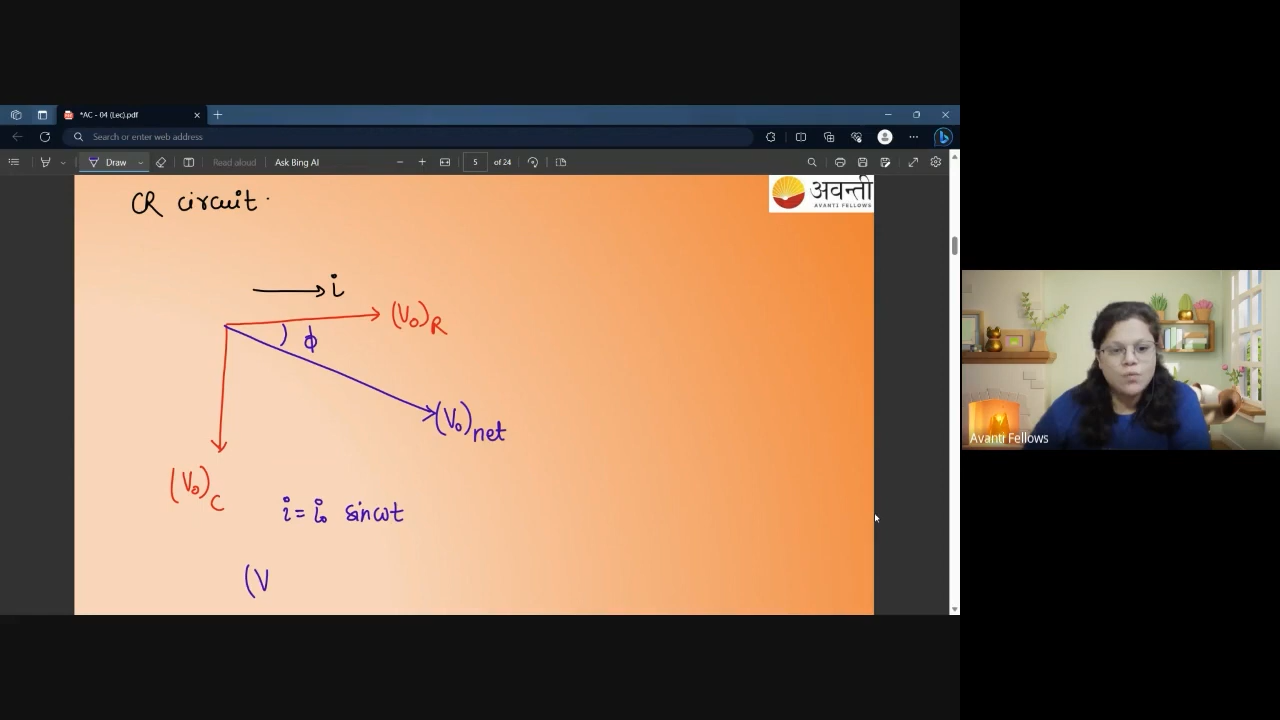 *AC - 04 (Lec).pdf
Search or enter web address
Draw
Read aloud
Ask Bing AI
5 of 24
CR circuit
अवन्ती
AVANTI FELLOWS
i
(V₀)R
ϕ
(V₀)net
(V₀)C
i = i₀ sinωt
(V
Avanti Fellows